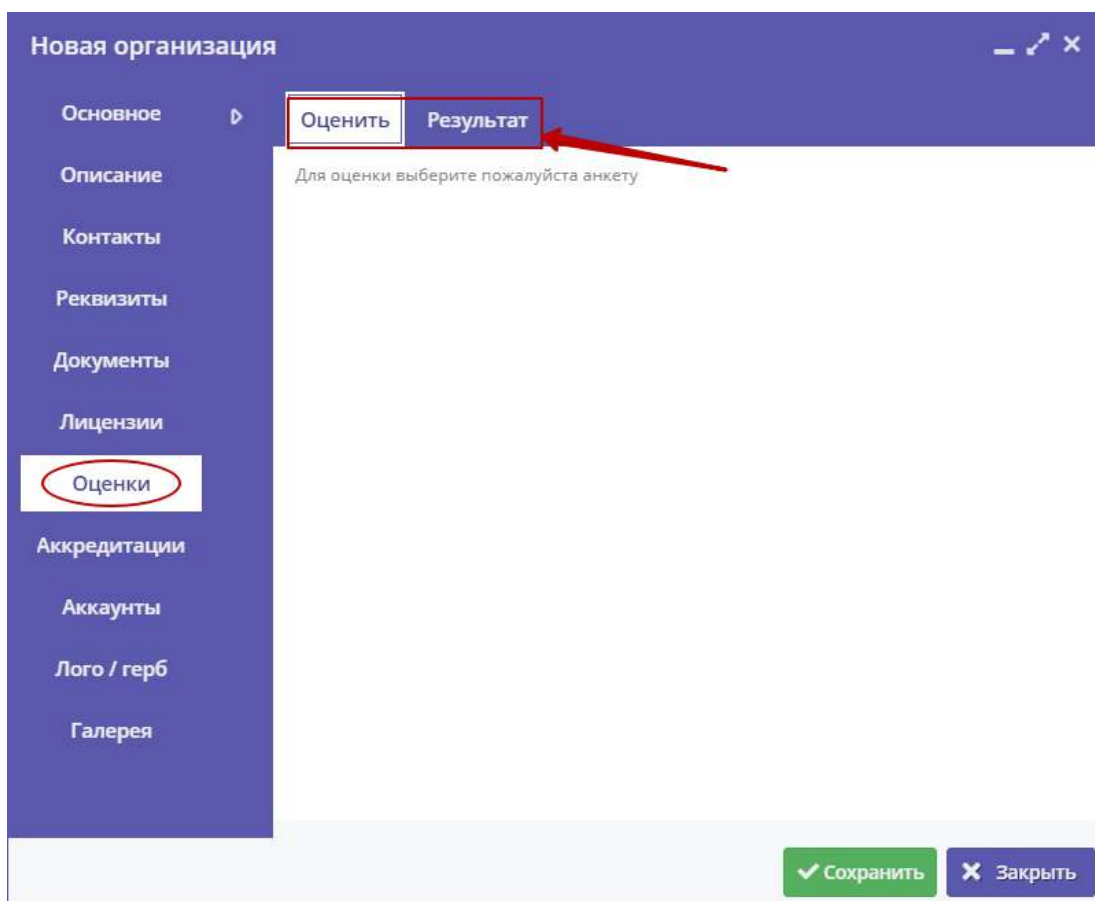 Новая организация
Основное
Оценить
Результат
Описание
Для оценки выберите пожалуйста анкету
Контакты
Реквизиты
Документы
Лицензии
Оценки
Аккредитации
Аккаунты
Лого / герб
Галерея
Сохранить
Закрыть